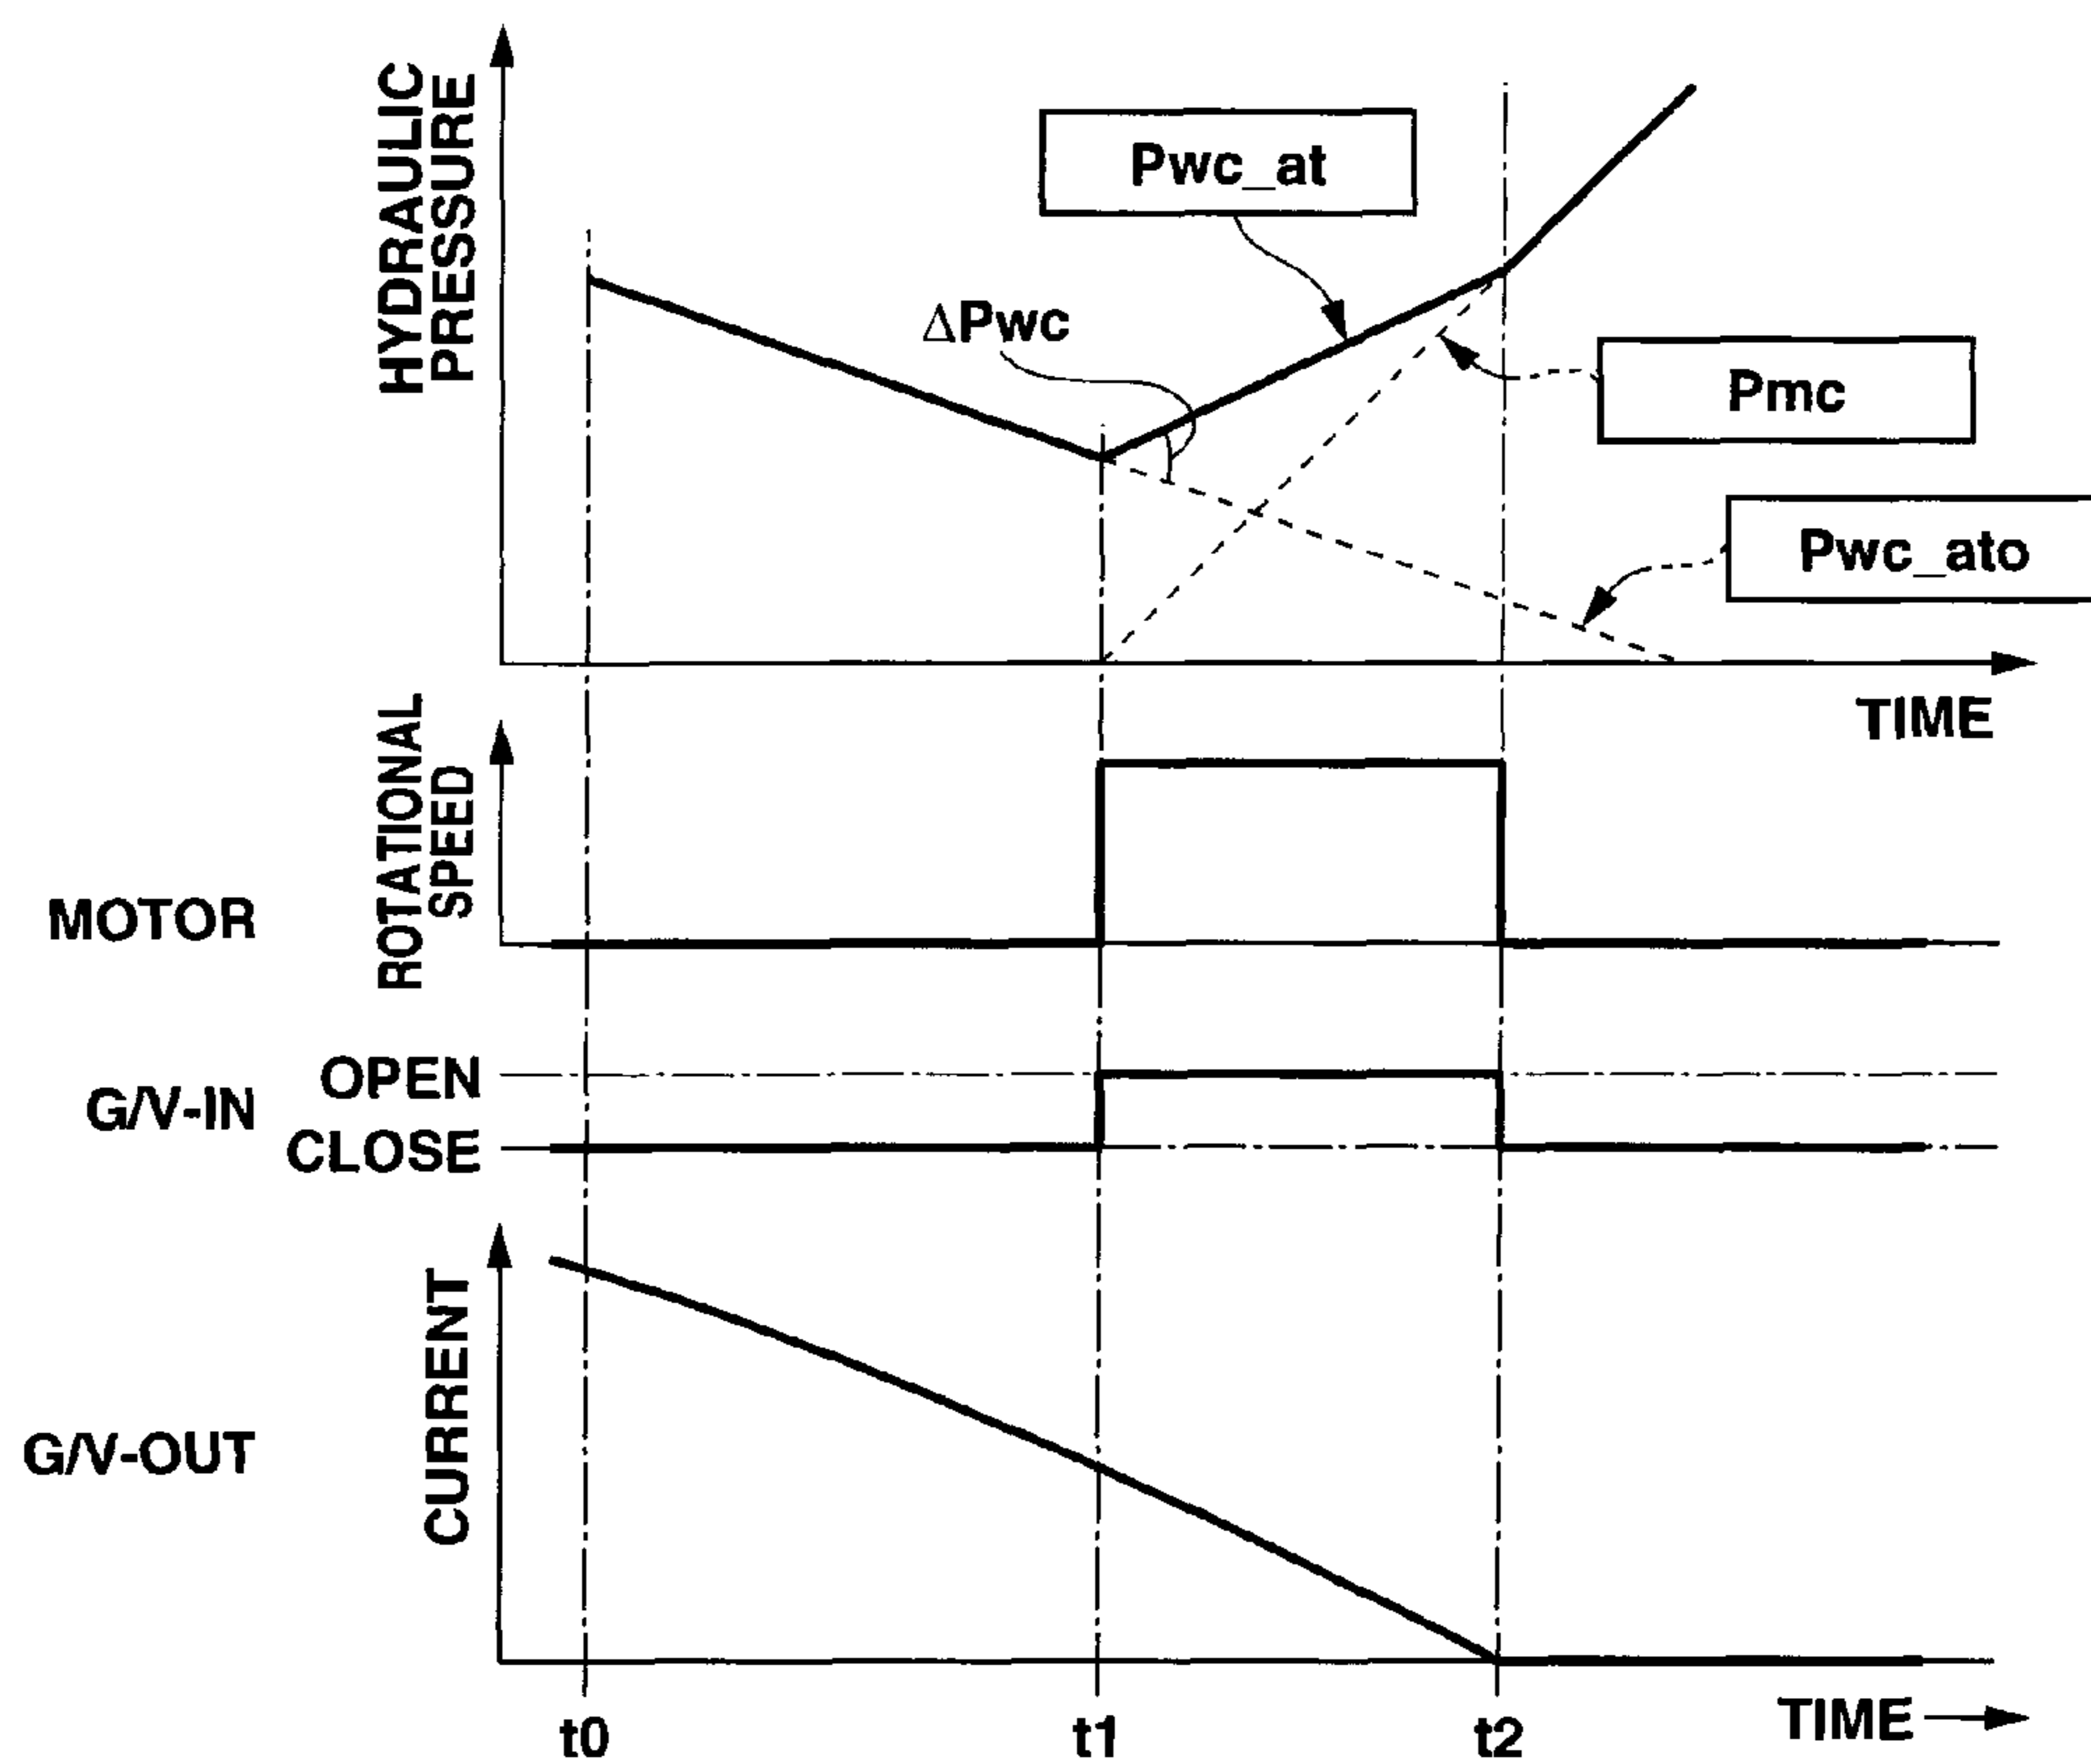 HYDRAULIC
PRESSURE
Pwc_at
ΔPwc
Pmc
Pwc_ato
TIME
ROTATIONAL
SPEED
MOTOR
OPEN
G/V-IN
CLOSE
CURRENT
G/V-OUT
TIME
t0 t1 t2